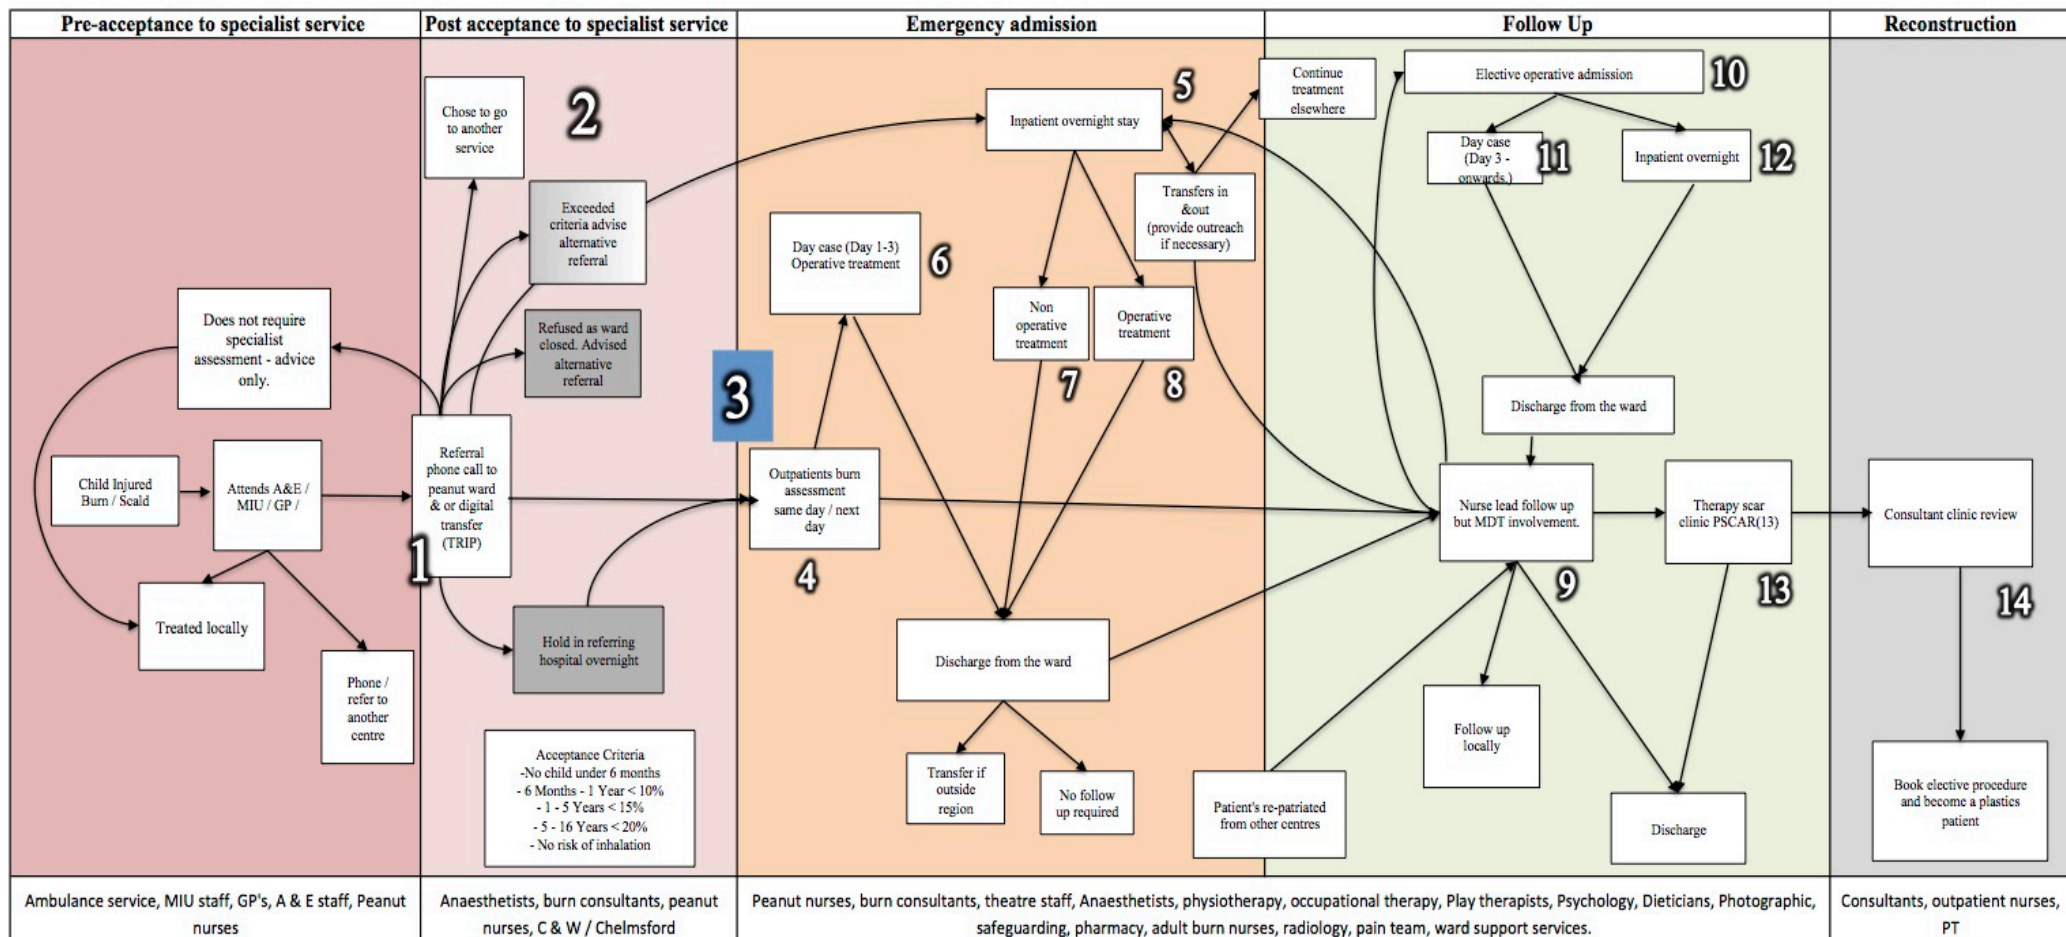 Pre-acceptance to specialist service
Post acceptance to specialist service
Emergency admission
Follow Up
Reconstruction
Does not require
specialist
assessment - advice
only.
Child Injured
Burn / Scald
Attends A&E /
MIU / GP /
Treated locally
Phone /
refer to
another
centre
Chose to go
to another
service
2
Exceeded
criteria advise
alternative
referral
Refused as ward
closed. Advised
alternative
referral
Referral
phone call to
peanut ward
& or digital
transfer
(TRIP)
1
Hold in referring
hospital overnight
Acceptance Criteria
-No child under 6 months
- 6 Months - 1 Year < 10%
- 1 - 5 Years < 15%
- 5 - 16 Years < 20%
- No risk of inhalation
3
Inpatient overnight stay
5
Day case (Day 1-3)
Operative treatment
6
Non
operative
treatment
7
Operative
treatment
8
Transfers in
&out
(provide outreach
if necessary)
Continue
treatment
elsewhere
Outpatients burn
assessment
same day / next
day
4
Discharge from the ward
Transfer if
outside
region
No follow
up required
Patient's re-patriated
from other centres
Elective operative admission
10
Day case
(Day 3 -
onwards.)
11
Inpatient overnight
12
Discharge from the ward
Nurse lead follow up
but MDT involvement.
9
Therapy scar
clinic PSCAR(13)
13
Follow up
locally
Discharge
Consultant clinic review
14
Book elective procedure
and become a plastics
patient
Ambulance service, MIU staff, GP's, A & E staff, Peanut
nurses
Anaesthetists, burn consultants, peanut
nurses, C & W / Chelmsford
Peanut nurses, burn consultants, theatre staff, Anaesthetists, physiotherapy, occupational therapy, Play therapists, Psychology, Dieticians, Photographic,
safeguarding, pharmacy, adult burn nurses, radiology, pain team, ward support services.
Consultants, outpatient nurses,
PT